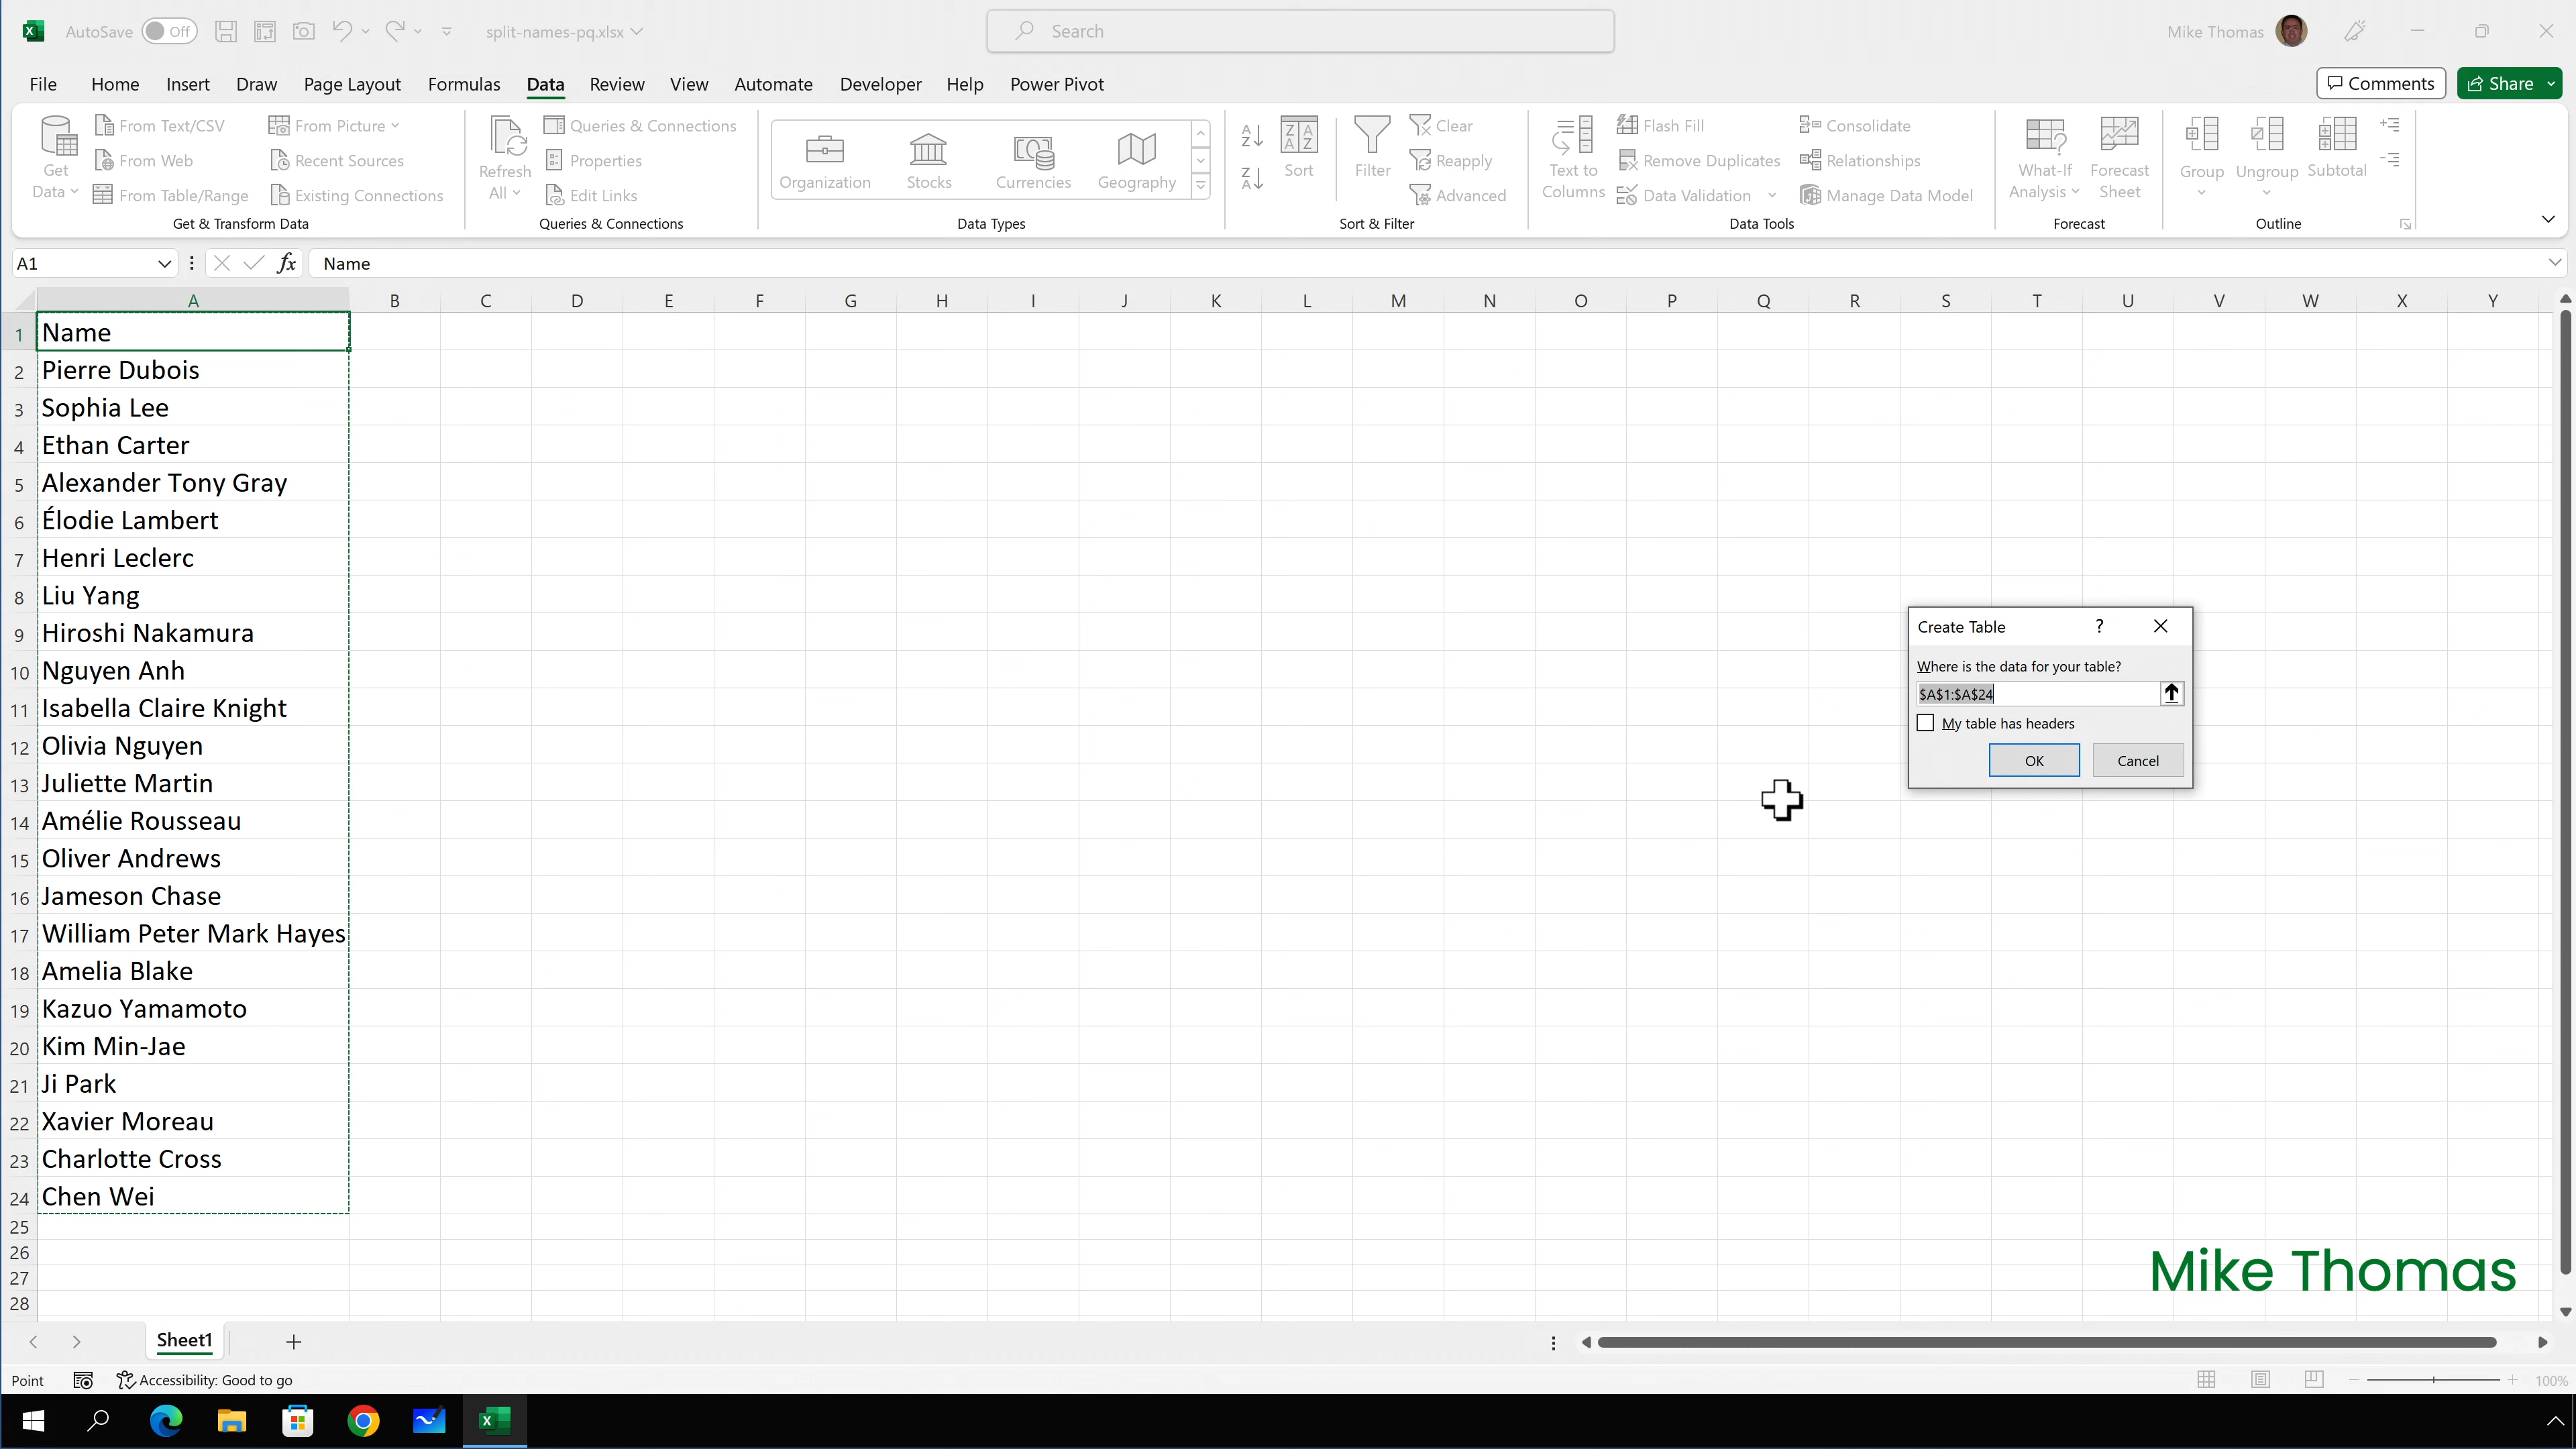 AutoSave Off split-names-pq.xlsx Search Mike Thomas
File Home Insert Draw Page Layout Formulas Data Review View Automate Developer Help Power Pivot Comments Share
Get Data
From Text/CSV
From Web
From Table/Range
From Picture
Recent Sources
Existing Connections
Get & Transform Data
Refresh All
Queries & Connections
Properties
Edit Links
Queries & Connections
Organization Stocks Currencies Geography
Data Types
Sort
Filter
Clear
Reapply
Advanced
Sort & Filter
Text to Columns
Flash Fill
Remove Duplicates
Data Validation
Consolidate
Relationships
Manage Data Model
Data Tools
What-If Analysis
Forecast Sheet
Forecast
Group Ungroup Subtotal
Outline
A1 fx Name
A B C D E F G H I J K L M N O P Q R S T U V W X Y
1 Name
2 Pierre Dubois
3 Sophia Lee
4 Ethan Carter
5 Alexander Tony Gray
6 Élodie Lambert
7 Henri Leclerc
8 Liu Yang
9 Hiroshi Nakamura
10 Nguyen Anh
11 Isabella Claire Knight
12 Olivia Nguyen
13 Juliette Martin
14 Amélie Rousseau
15 Oliver Andrews
16 Jameson Chase
17 William Peter Mark Hayes
18 Amelia Blake
19 Kazuo Yamamoto
20 Kim Min-Jae
21 Ji Park
22 Xavier Moreau
23 Charlotte Cross
24 Chen Wei
25
26
27
28
Create Table ?
Where is the data for your table?
$A$1:$A$24
My table has headers
OK Cancel
Mike Thomas
Sheet1
Point Accessibility: Good to go 100%